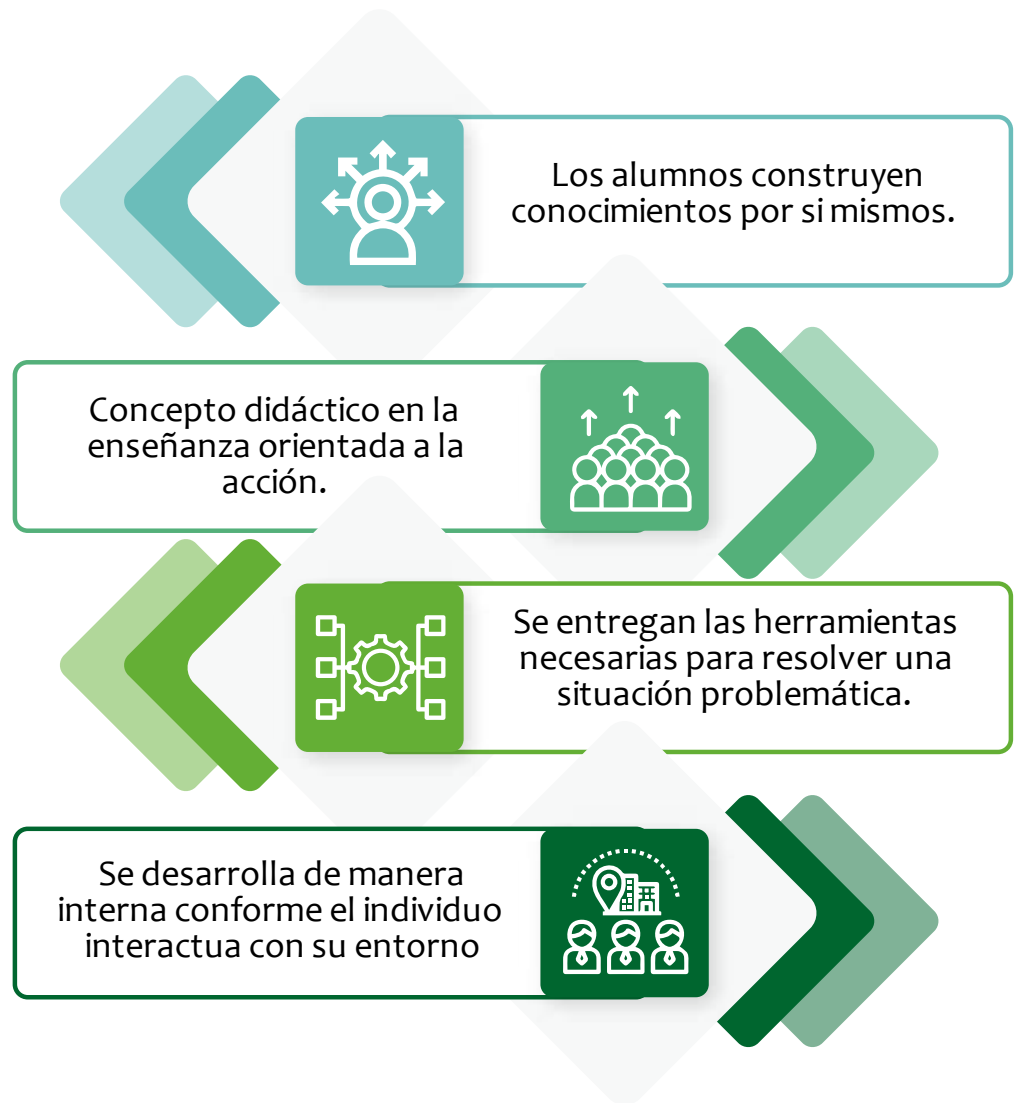 Los alumnos construyen
conocimientos por si mismos.
Concepto didáctico en la
enseñanza orientada a la
acción.
Se entregan las herramientas
necesarias para resolver una
situación problemática.
Se desarrolla de manera
interna conforme el individuo
interactua con su entorno